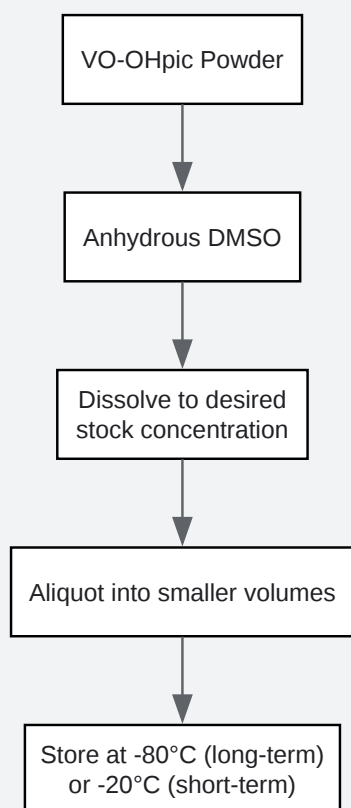 VO-OHpic Powder
Anhydrous DMSO
Dissolve to desired
stock concentration
Aliquot into smaller volumes
Store at -80°C (long-term)
or -20°C (short-term)